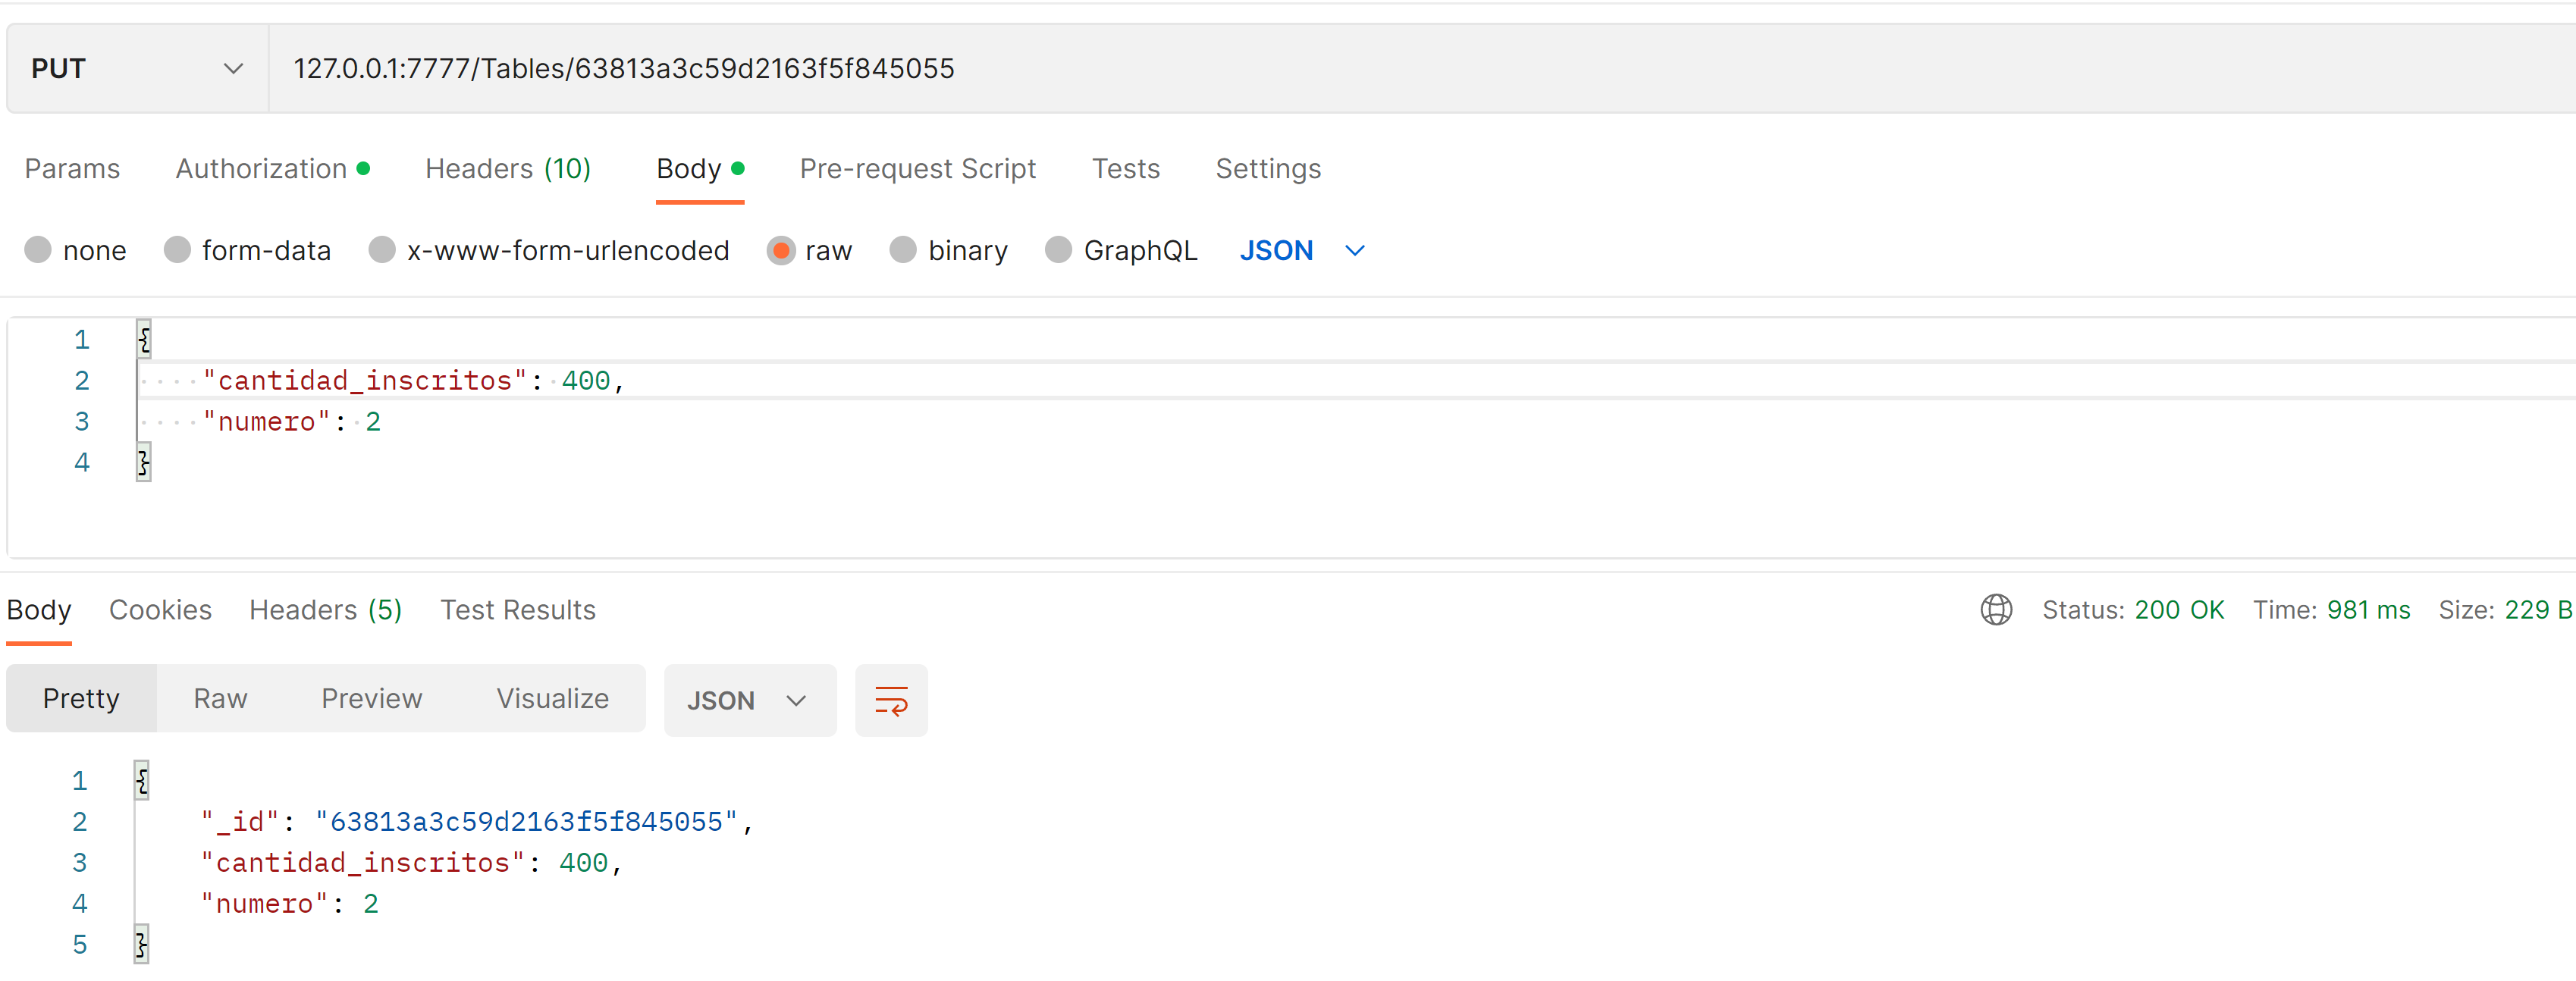 PUT 127.0.0.1:7777/Tables/63813a3c59d2163f5f845055
Params Authorization Headers (10) Body Pre-request Script Tests Settings
none form-data x-www-form-urlencoded raw binary GraphQL JSON
1 {
2 "cantidad_inscritos": 400,
3 "numero": 2
4 }
Body Cookies Headers (5) Test Results Status: 200 OK Time: 981 ms Size: 229 B
Pretty Raw Preview Visualize JSON
1 {
2 "_id": "63813a3c59d2163f5f845055",
3 "cantidad_inscritos": 400,
4 "numero": 2
5 }